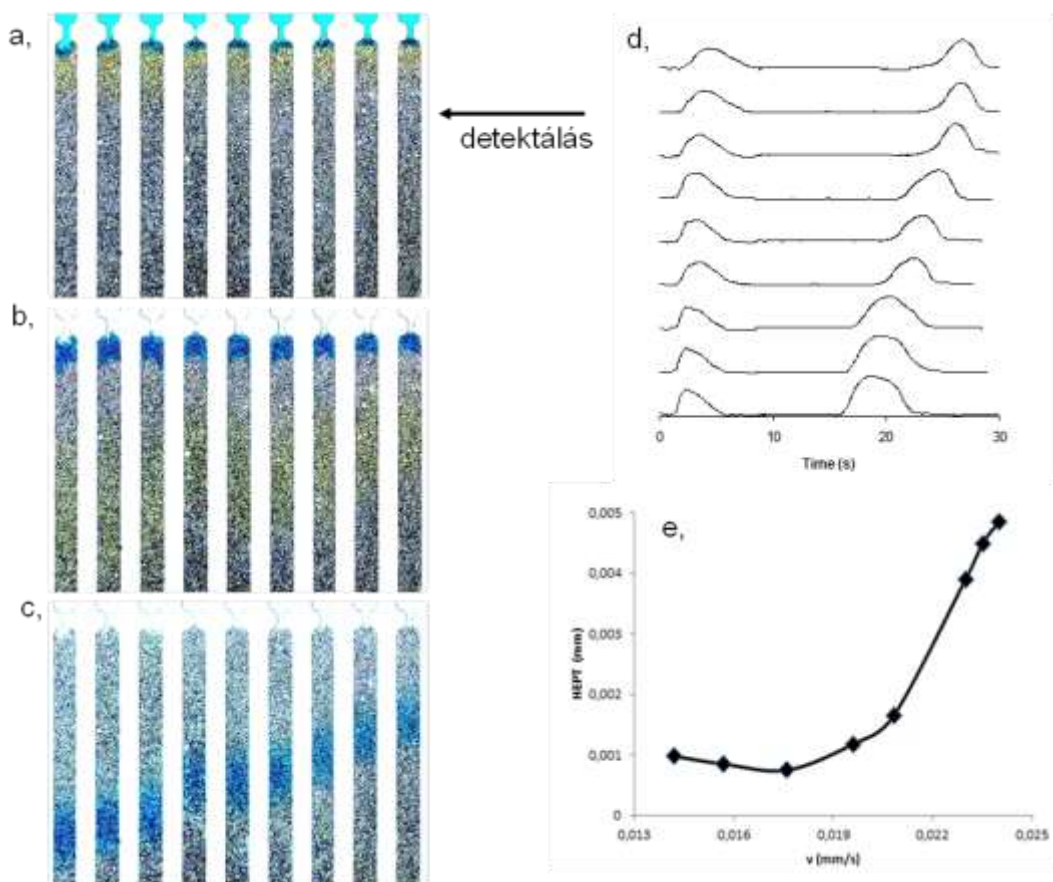 a,
detektálás
b,
c,
d,
0 10 20 30
Time (s)
e,
0,005
0,004
0,003
0,002
0,001
0
0,013 0,016 0,019 0,022 0,025
HEPT (mm)
v (mm/s)